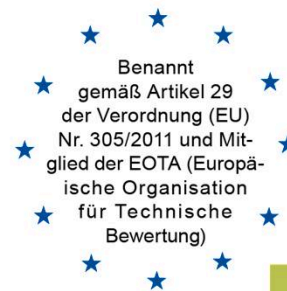 Benannt
gemäß Artikel 29
der Verordnung (EU)
Nr. 305/2011 und Mit-
glied der EOTA (Europä-
ische Organisation
für Technische
Bewertung)